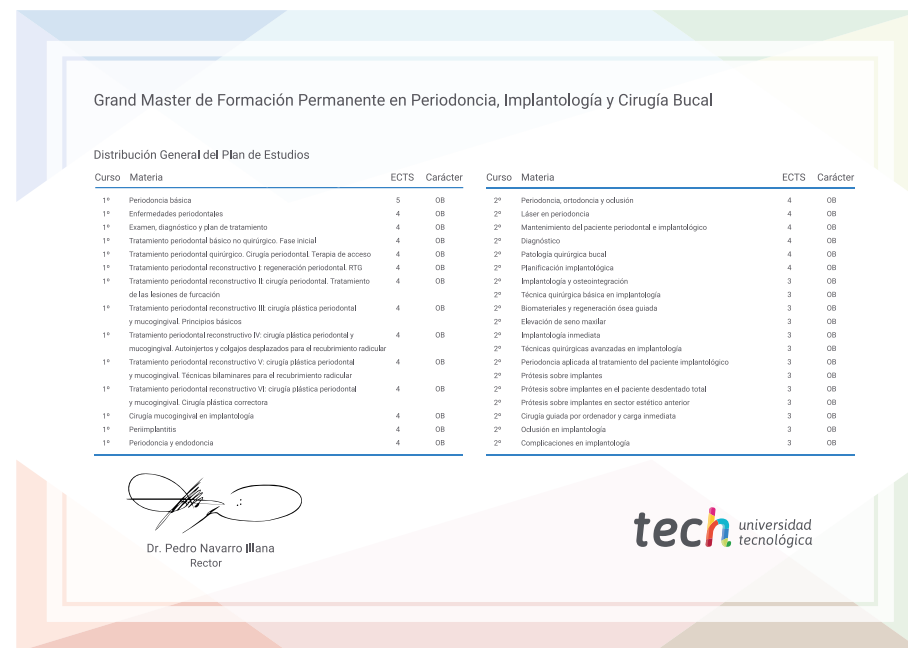 Grand Master de Formación Permanente en Periodoncia, Implantología y Cirugía Bucal
Distribución General del Plan de Estudios
Curso Materia ECTS Carácter
1º Periodoncia básica 5 OB
1º Enfermedades periodontales 4 OB
1º Examen, diagnóstico y plan de tratamiento 4 OB
1º Tratamiento periodontal básico no quirúrgico. Fase inicial 4 OB
1º Tratamiento periodontal quirúrgico. Cirugía periodontal. Terapia de acceso 4 OB
1º Tratamiento periodontal reconstructivo I: regeneración periodontal. RTG 4 OB
1º Tratamiento periodontal reconstructivo II: cirugía periodontal. Tratamiento 4 OB
de las lesiones de furcación
1º Tratamiento periodontal reconstructivo III: cirugía plástica periodontal 4 OB
y mucogingival. Principios básicos
1º Tratamiento periodontal reconstructivo IV: cirugía plástica periodontal y 4 OB
mucogingival. Autoinjertos y colgajos desplazados para el recubrimiento radicular
1º Tratamiento periodontal reconstructivo V: cirugía plástica periodontal 4 OB
y mucogingival. Técnicas bilaminares para el recubrimiento radicular
1º Tratamiento periodontal reconstructivo VI: cirugía plástica periodontal 4 OB
y mucogingival. Cirugía plástica correctora
1º Cirugía mucogingival en implantología 4 OB
1º Periimplantitis 4 OB
1º Periodoncia y endodoncia 4 OB
Curso Materia ECTS Carácter
2º Periodoncia, ortodoncia y oclusión 4 OB
2º Láser en periodoncia 4 OB
2º Mantenimiento del paciente periodontal e implantológico 4 OB
2º Diagnóstico 4 OB
2º Patología quirúrgica bucal 4 OB
2º Planificación implantológica 4 OB
2º Implantología y osteointegración 3 OB
2º Técnica quirúrgica básica en implantología 3 OB
2º Biomateriales y regeneración ósea guiada 3 OB
2º Elevación de seno maxilar 3 OB
2º Implantología inmediata 3 OB
2º Técnicas quirúrgicas avanzadas en implantología 3 OB
2º Periodoncia aplicada al tratamiento del paciente implantológico 3 OB
2º Prótesis sobre implantes 3 OB
2º Prótesis sobre implantes en el paciente desdentado total 3 OB
2º Prótesis sobre implantes en sector estético anterior 3 OB
2º Cirugía guiada por ordenador y carga inmediata 3 OB
2º Oclusión en implantología 3 OB
2º Complicaciones en implantología 3 OB
Dr. Pedro Navarro Illana
Rector
tech universidad
tecnológica